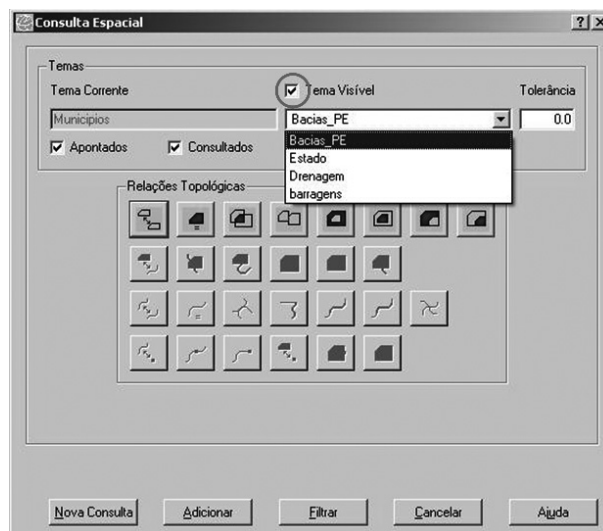 Consulta Espacial
Temas
Tema Corrente
Tema Visível
Tolerância
Municipios
Bacias_PE
0.0
Apontados
Consultados
Bacias_PE
Estado
Drenagem
barragens
Relações Topológicas
Nova Consulta
Adicionar
Filtrar
Cancelar
Ajuda